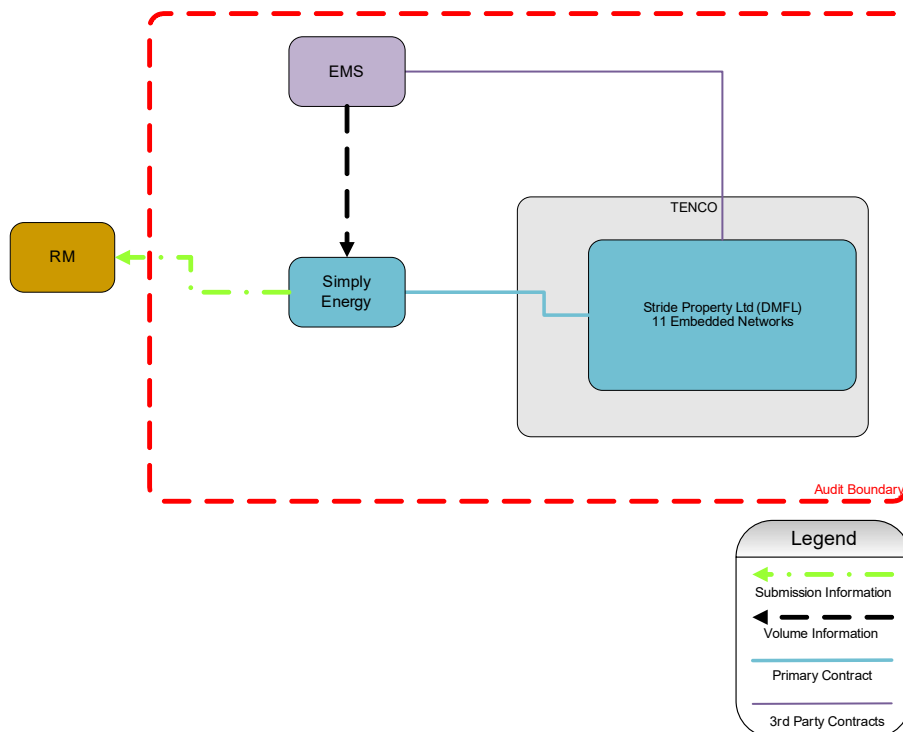 EMS
TENCO
RM
Simply
Energy
Stride Property Ltd (DMFL)
11 Embedded Networks
Audit Boundary
Legend
Submission Information
Volume Information
Primary Contract
3rd Party Contracts